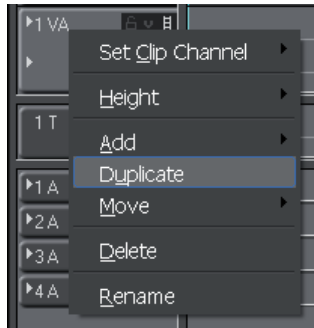 1 VA
Set Clip Channel
Height
1 T
Add
Duplicate
1 A
Move
2 A
Delete
3 A
4 A
Rename